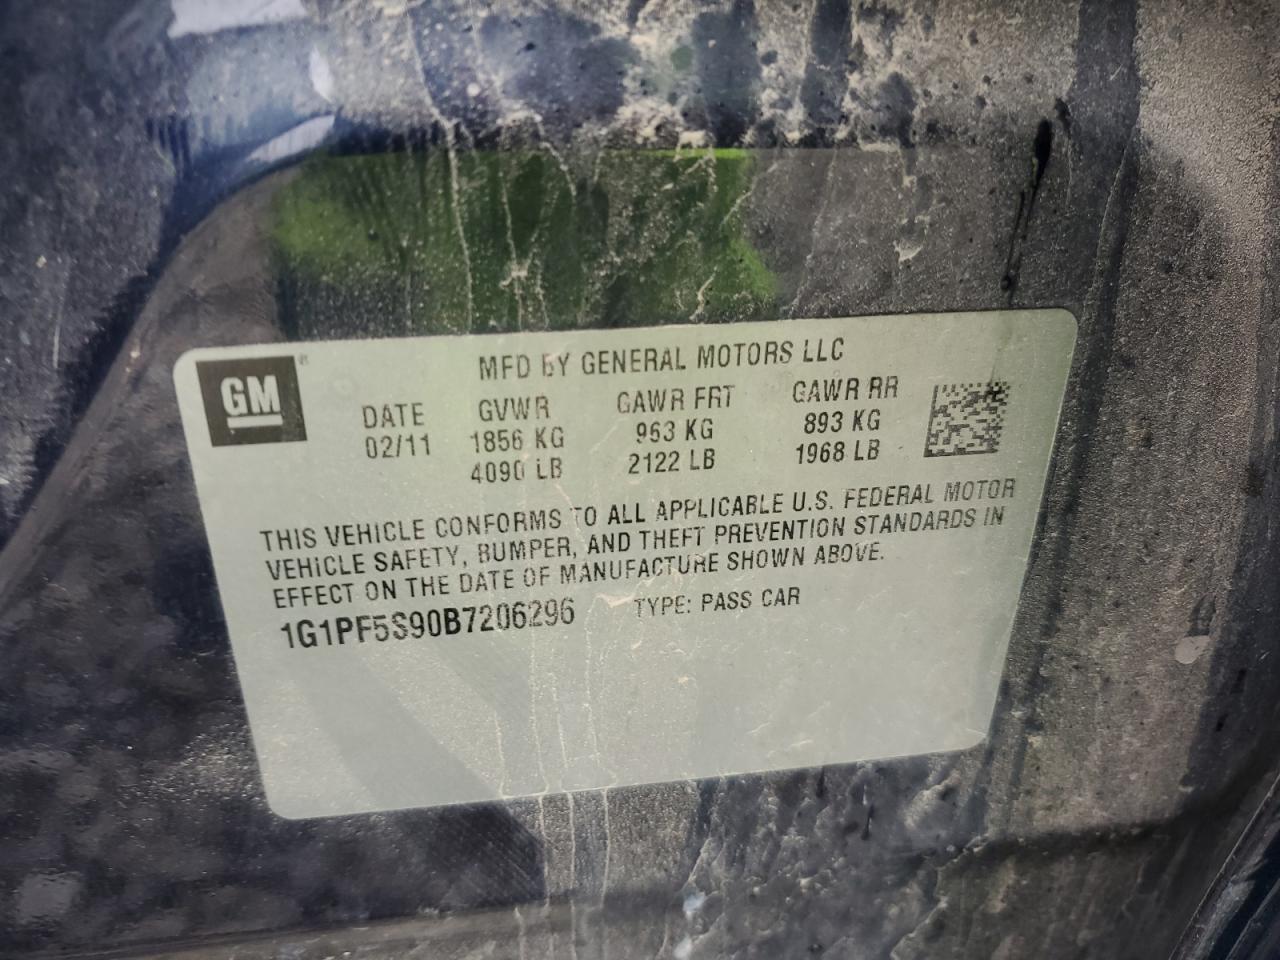 GM
MFD BY GENERAL MOTORS LLC
DATE GVWR GAWR FRT GAWR RR
02/11 1856 KG 963 KG 893 KG
4090 LB 2122 LB 1968 LB
THIS VEHICLE CONFORMS TO ALL APPLICABLE U.S. FEDERAL MOTOR
VEHICLE SAFETY, BUMPER, AND THEFT PREVENTION STANDARDS IN
EFFECT ON THE DATE OF MANUFACTURE SHOWN ABOVE.
1G1PF5S90B7206296 TYPE: PASS CAR